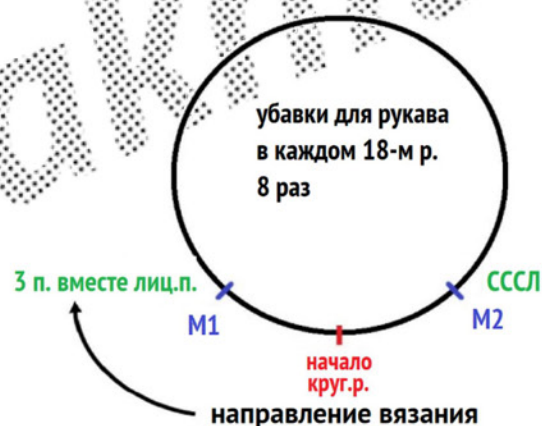 убавки для рукава
в каждом 18-м р.
8 раз
3 п. вместе лиц.п.
СССЛ
М1
М2
начало
круг.р.
направление вязания